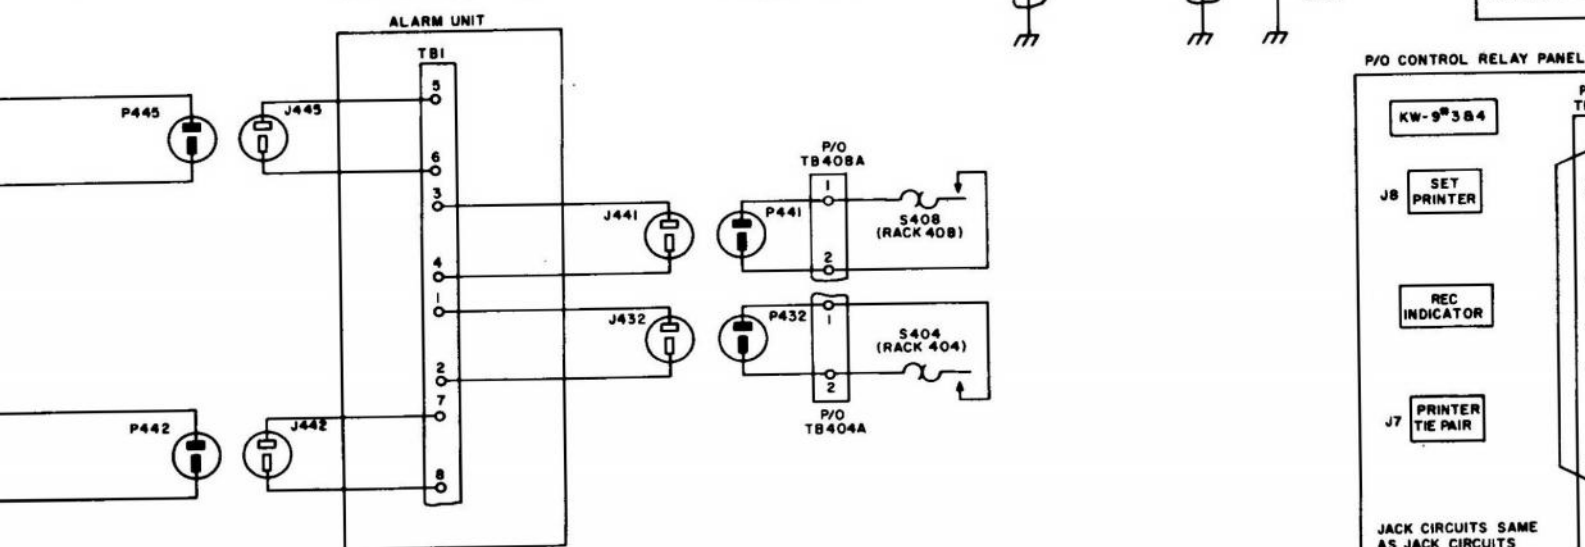 ALARM UNIT
TB1
5
P445
J445
6
3
J441
P441
P/O
TB408A
1
S408
(RACK 408)
2
4
1
J432
P432
1
S404
(RACK 404)
2
P/O
TB404A
2
7
P442
J442
8
P/O CONTROL RELAY PANEL
KW-9#3&4
J8
SET
PRINTER
REC
INDICATOR
J7
PRINTER
TIE PAIR
JACK CIRCUITS SAME
AS JACK CIRCUITS